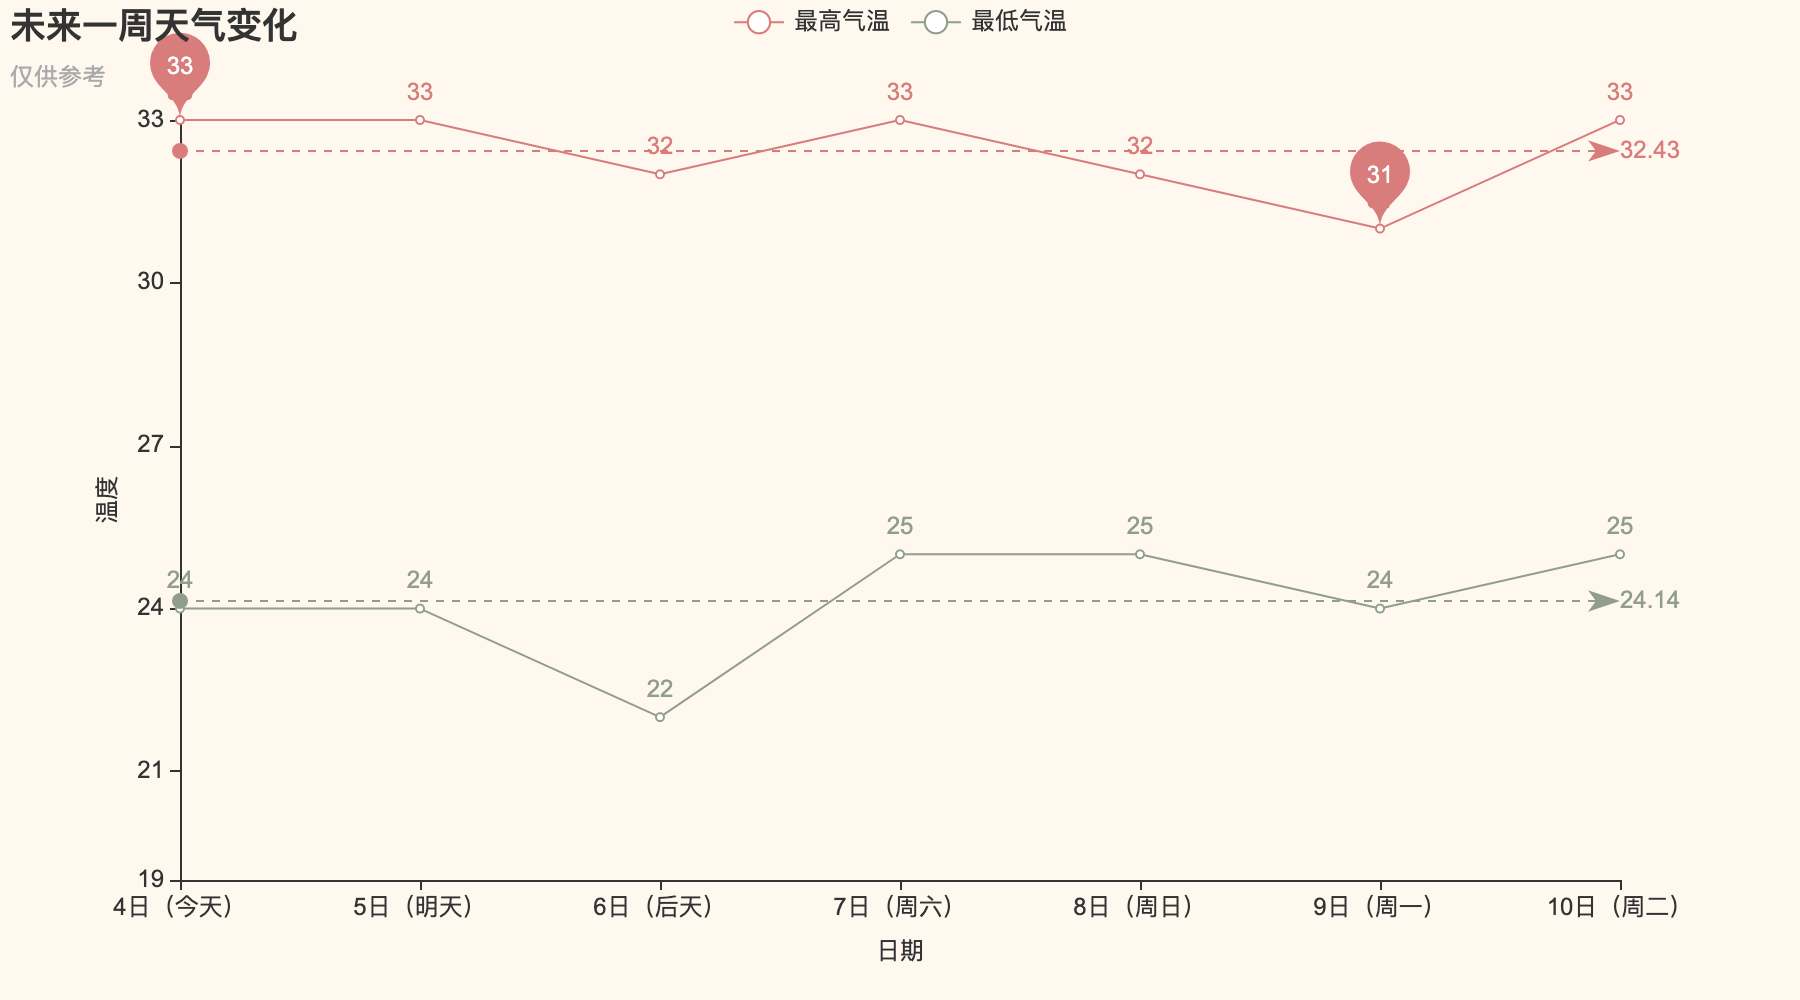 未来一周天气变化
仅供参考
最高气温
最低气温
33
33
33
33
32
32
31
32.43
33
30
27
24
21
19
温度
24
24
22
25
25
24
25
24.14
4日（今天）
5日（明天）
6日（后天）
7日（周六）
8日（周日）
9日（周一）
10日（周二）
日期